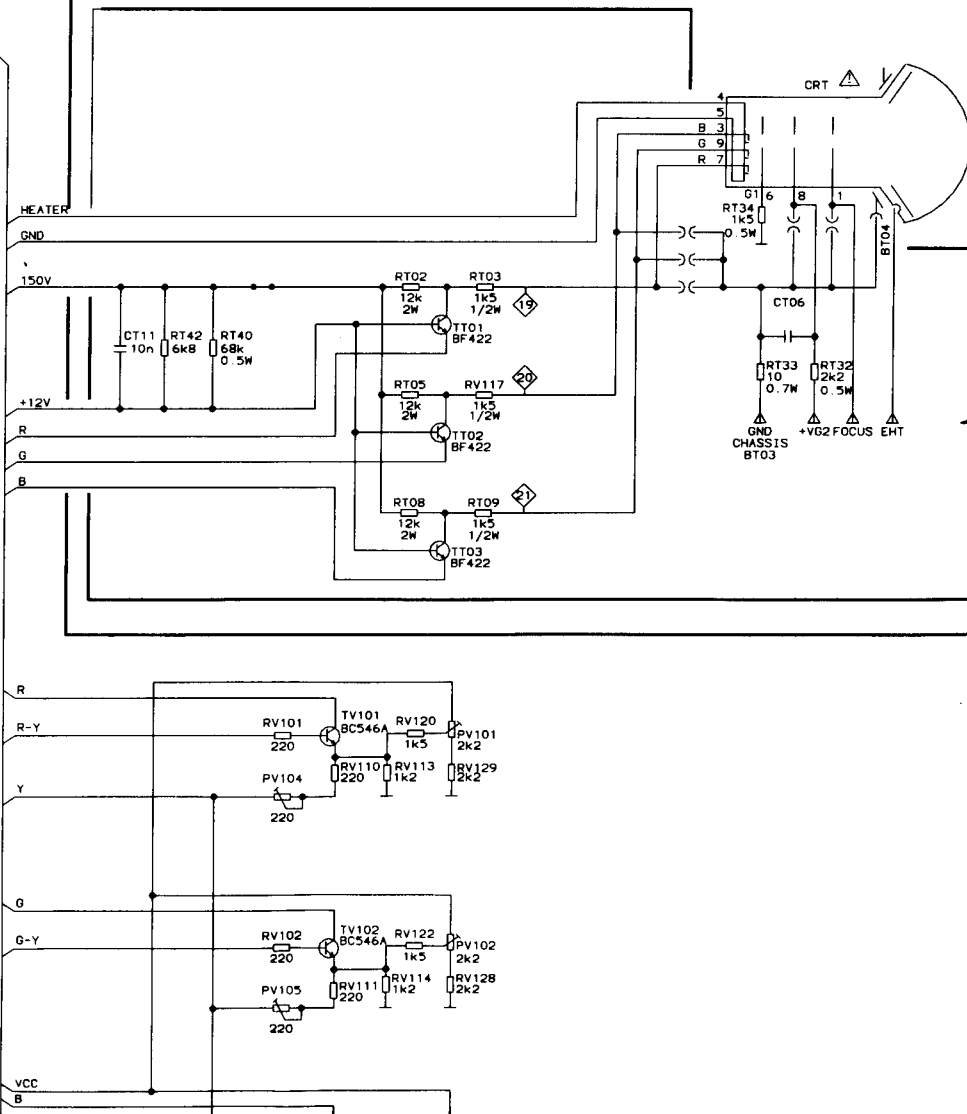 CRT
4
5
B 3
G 9
R 7
G1 6
8
1
RT34
1k5
0.5W
BT04
HEATER
GND
150V
RT02
12k
2W
RT03
1k5
1/2W
19
CT06
CT11
10n
RT42
6k8
RT40
68k
0.5W
TT01
BF422
RT33
10
0.7W
RT32
2k2
0.5W
RT05
12k
2W
RV117
1k5
1/2W
20
+12V
R
G
B
TT02
BF422
GND
CHASSIS
BT03
+VG2
FOCUS
EHT
RT08
12k
2W
RT09
1k5
1/2W
21
TT03
BF422
R
R-Y
Y
RV101
220
TV101
BC546A
RV120
1k5
PV101
2k2
PV104
220
RV110
220
RV113
1k2
RV129
2k2
G
G-Y
RV102
220
TV102
BC546A
RV122
1k5
PV102
2k2
PV105
220
RV111
220
RV114
1k2
RV128
2k2
VCC
B